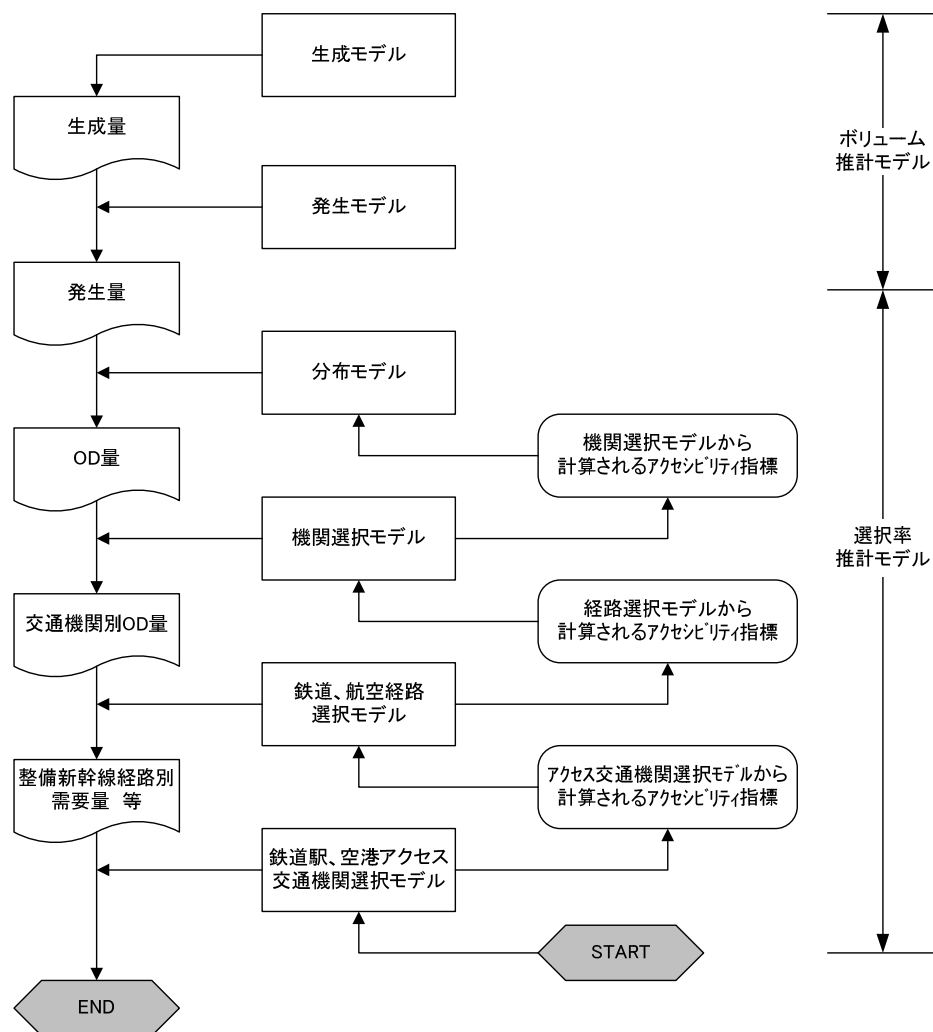 生成モデル
生成量
ボリューム
推計モデル
発生モデル
発生量
分布モデル
OD量
機関選択モデルから
計算されるｱｸｾｼﾋﾞﾘﾃｨ指標
機関選択モデル
選択率
推計モデル
交通機関別OD量
経路選択モデルから
計算されるｱｸｾｼﾋﾞﾘﾃｨ指標
鉄道、航空経路
選択モデル
整備新幹線経路別
需要量　等
ｱｸｾｽ交通機関選択ﾓﾃﾞﾙから
計算されるｱｸｾｼﾋﾞﾘﾃｨ指標
鉄道駅、空港アクセス
交通機関選択モデル
START
END